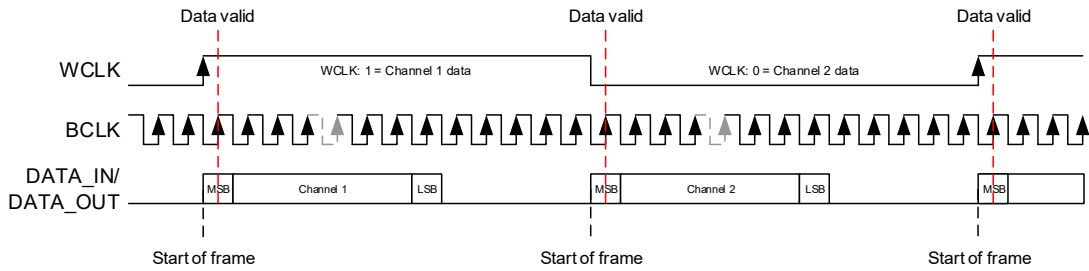 Data valid Data valid Data valid
WCLK
WCLK: 1 = Channel 1 data WCLK: 0 = Channel 2 data
BCLK
DATA_IN/
DATA_OUT
MSB Channel 1 LSB MSB Channel 2 LSB MSB
Start of frame Start of frame Start of frame